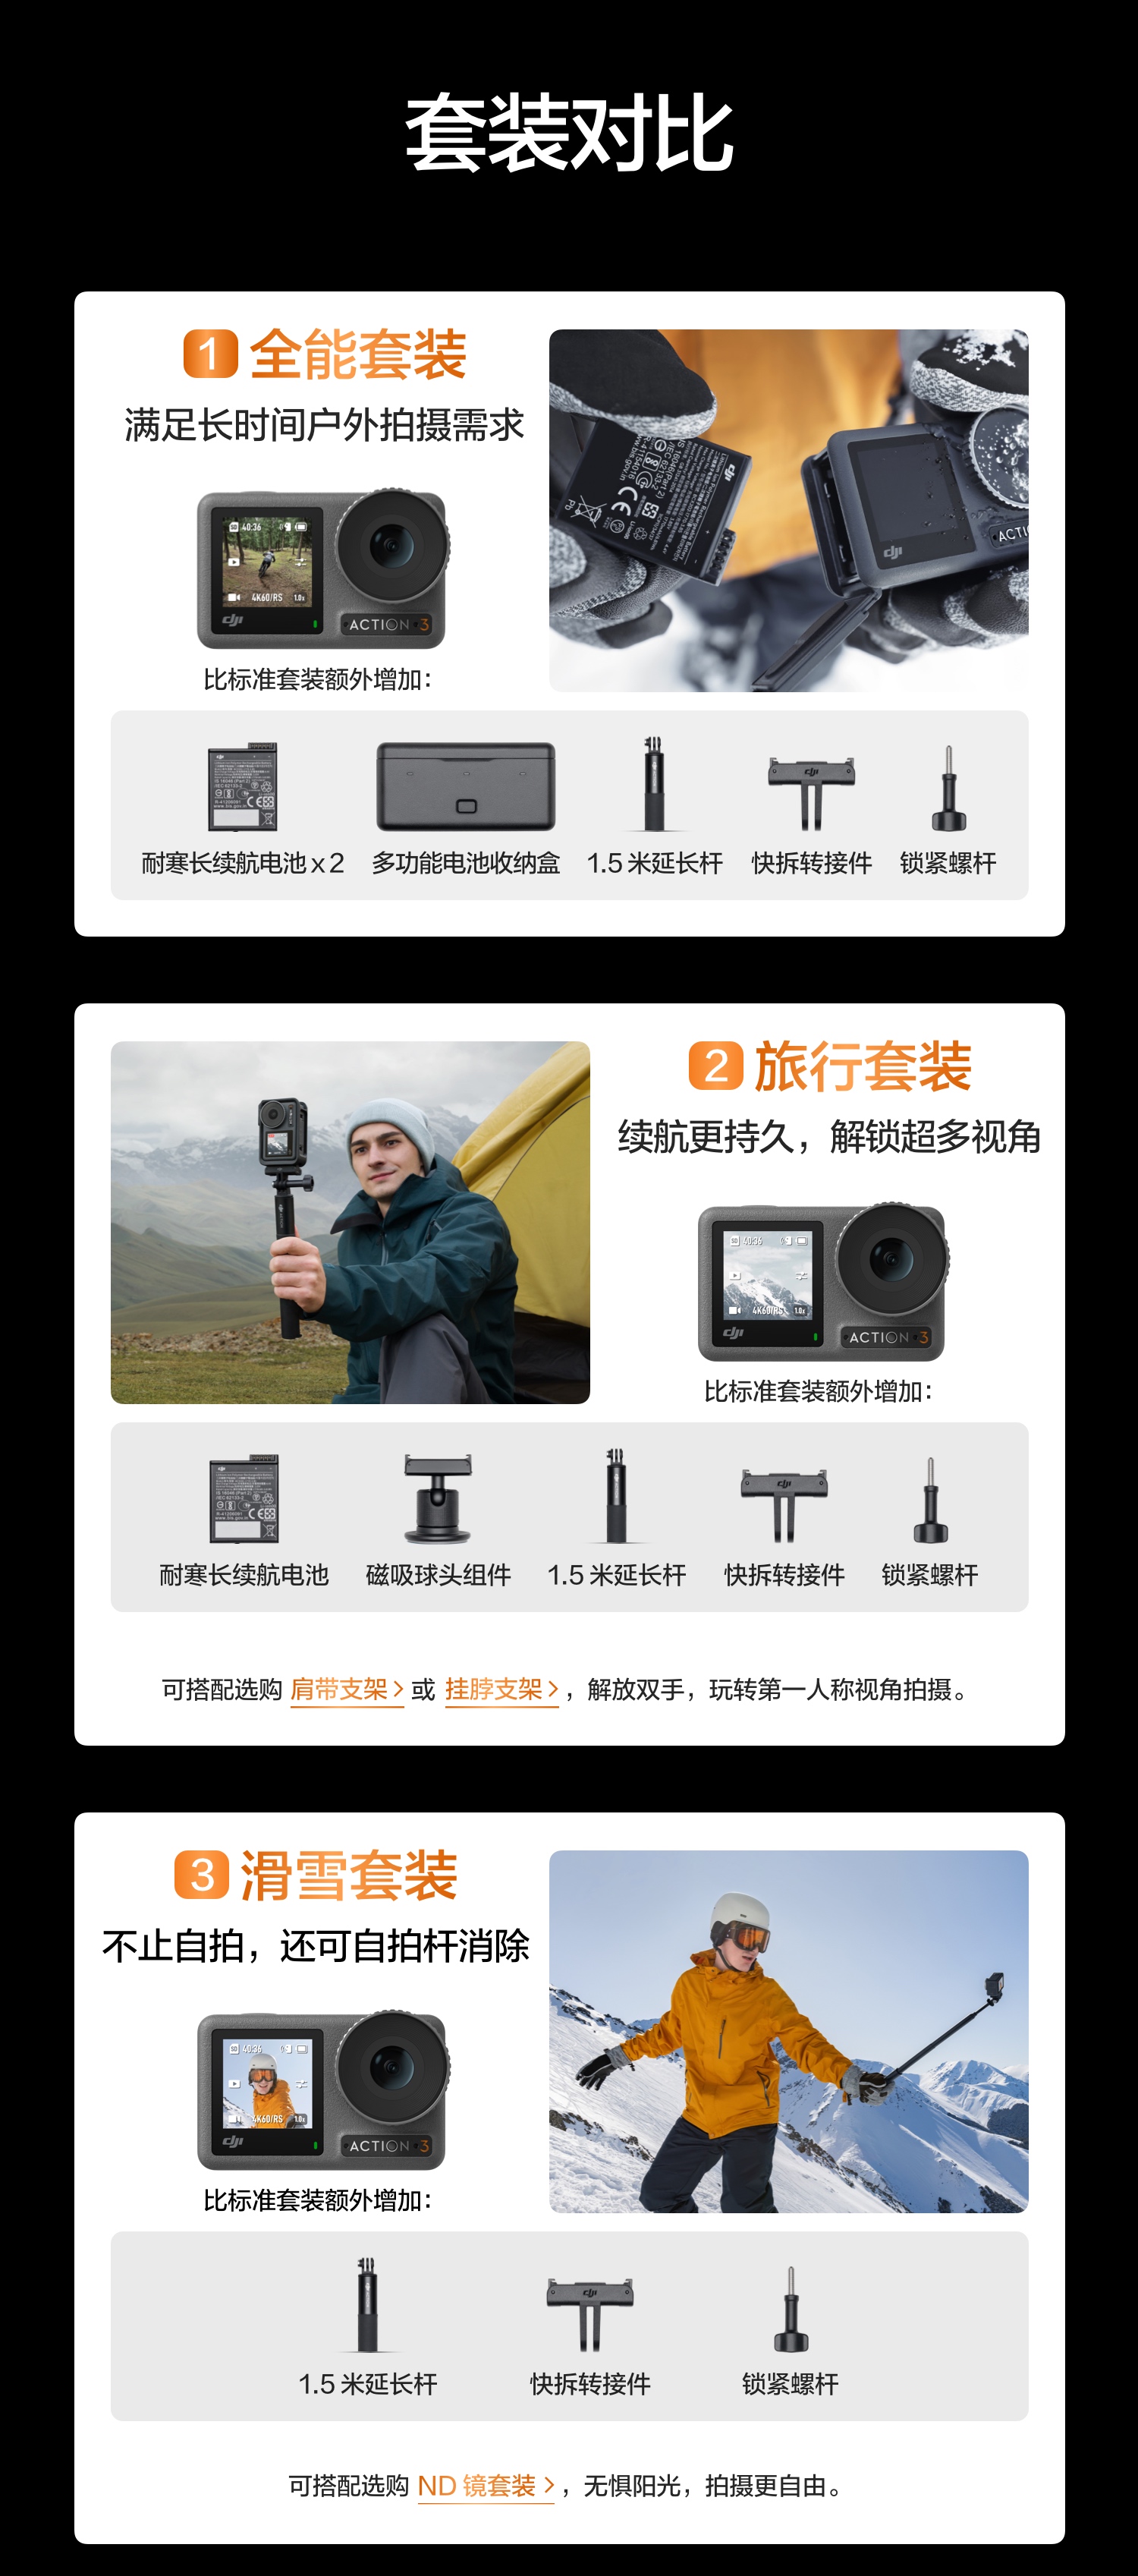 套装对比
1 全能套装
满足长时间户外拍摄需求
40:36
4K60/RS 1.0x
dji
ACTION 3
dji
dji
ACTI
比标准套装额外增加：
耐寒长续航电池 x 2 多功能电池收纳盒 1.5 米延长杆 快拆转接件 锁紧螺杆
2 旅行套装
续航更持久，解锁超多视角
40:36
4K60/RS 1.0x
dji
ACTION 3
比标准套装额外增加：
耐寒长续航电池 磁吸球头组件 1.5 米延长杆 快拆转接件 锁紧螺杆
可搭配选购 肩带支架 > 或 挂脖支架 > ，解放双手，玩转第一人称视角拍摄。
3 滑雪套装
不止自拍，还可自拍杆消除
40:36
4K60/RS 1.0x
dji
ACTION 3
比标准套装额外增加：
1.5 米延长杆 快拆转接件 锁紧螺杆
可搭配选购 ND 镜套装 > ，无惧阳光，拍摄更自由。